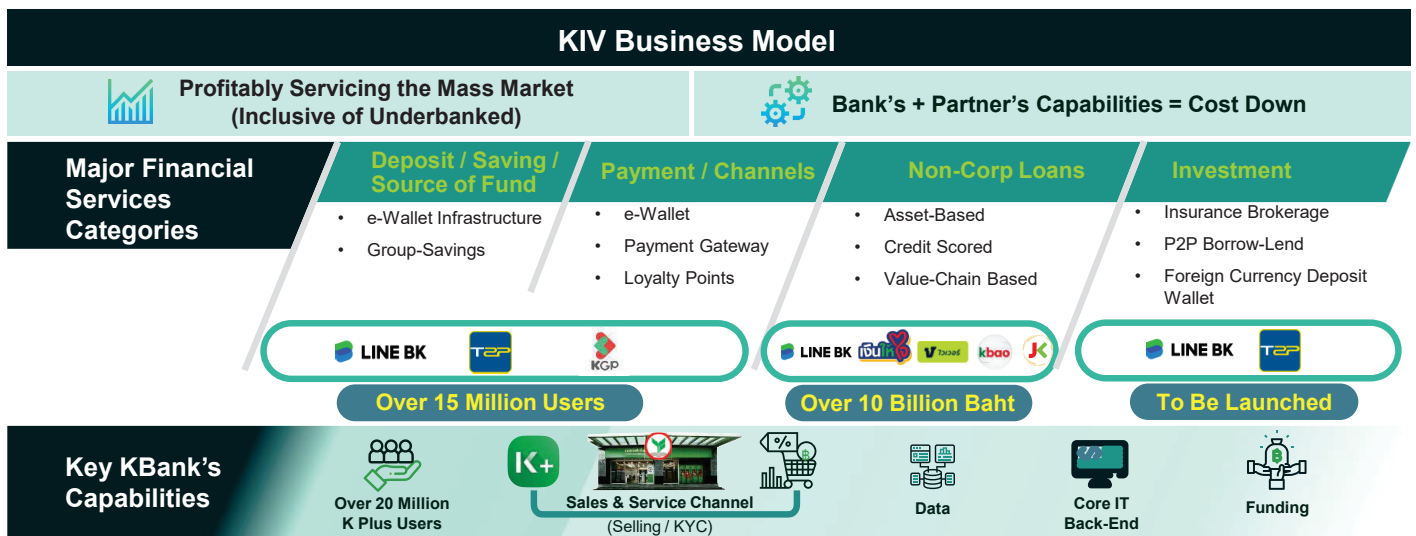 KIV Business Model
Profitably Servicing the Mass Market
(Inclusive of Underbanked)
Bank's + Partner's Capabilities = Cost Down
Major Financial
Services
Categories
Deposit / Saving /
Source of Fund
• e-Wallet Infrastructure
• Group-Savings
Payment / Channels
• e-Wallet
• Payment Gateway
• Loyalty Points
Non-Corp Loans
• Asset-Based
• Credit Scored
• Value-Chain Based
Investment
• Insurance Brokerage
• P2P Borrow-Lend
• Foreign Currency Deposit
Wallet
LINE BK
T2P
KGP
LINE BK
เงินให้ใจ
kbao
JK
LINE BK
T2P
Over 15 Million Users
Over 10 Billion Baht
To Be Launched
Key KBank's
Capabilities
Over 20 Million
K Plus Users
K+
Sales & Service Channel
(Selling / KYC)
%
฿
Data
Core IT
Back-End
฿
Funding